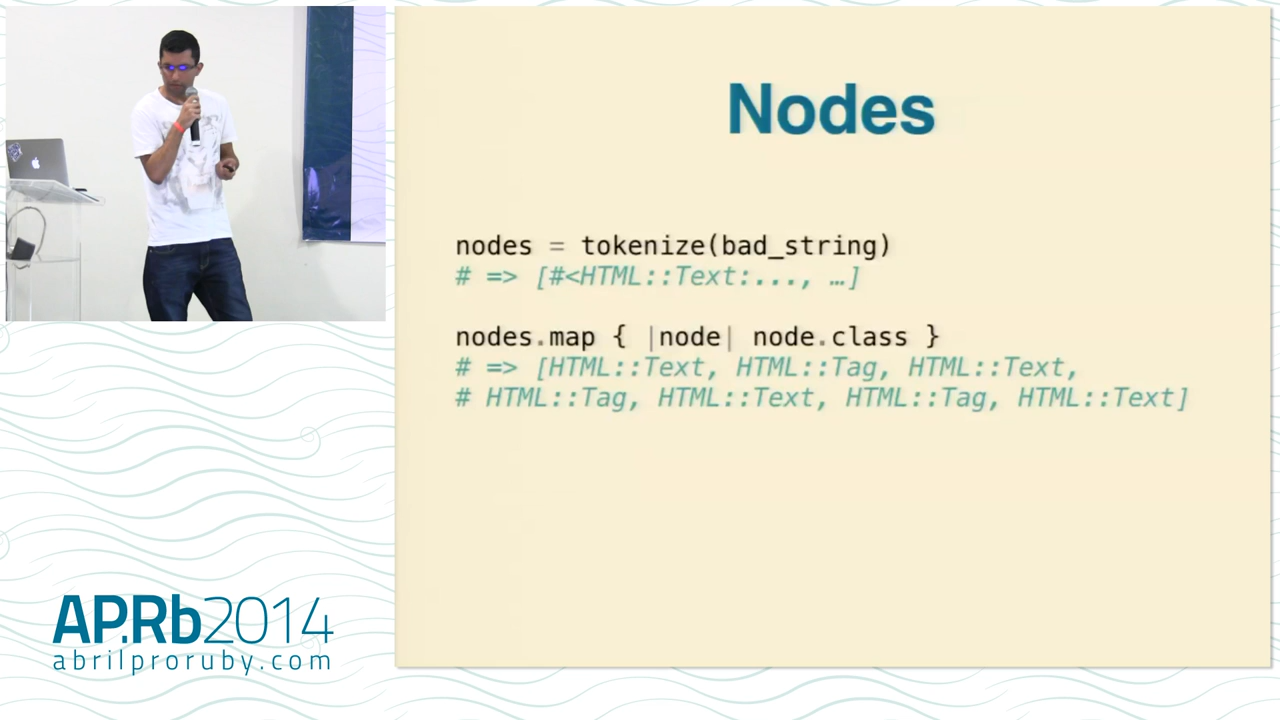 Nodes
nodes = tokenize(bad_string)
# => [#<HTML::Text:..., …]
nodes.map { |node| node.class }
# => [HTML::Text, HTML::Tag, HTML::Text,
# HTML::Tag, HTML::Text, HTML::Tag, HTML::Text]
AP.Rb2014
abrilproruby.com